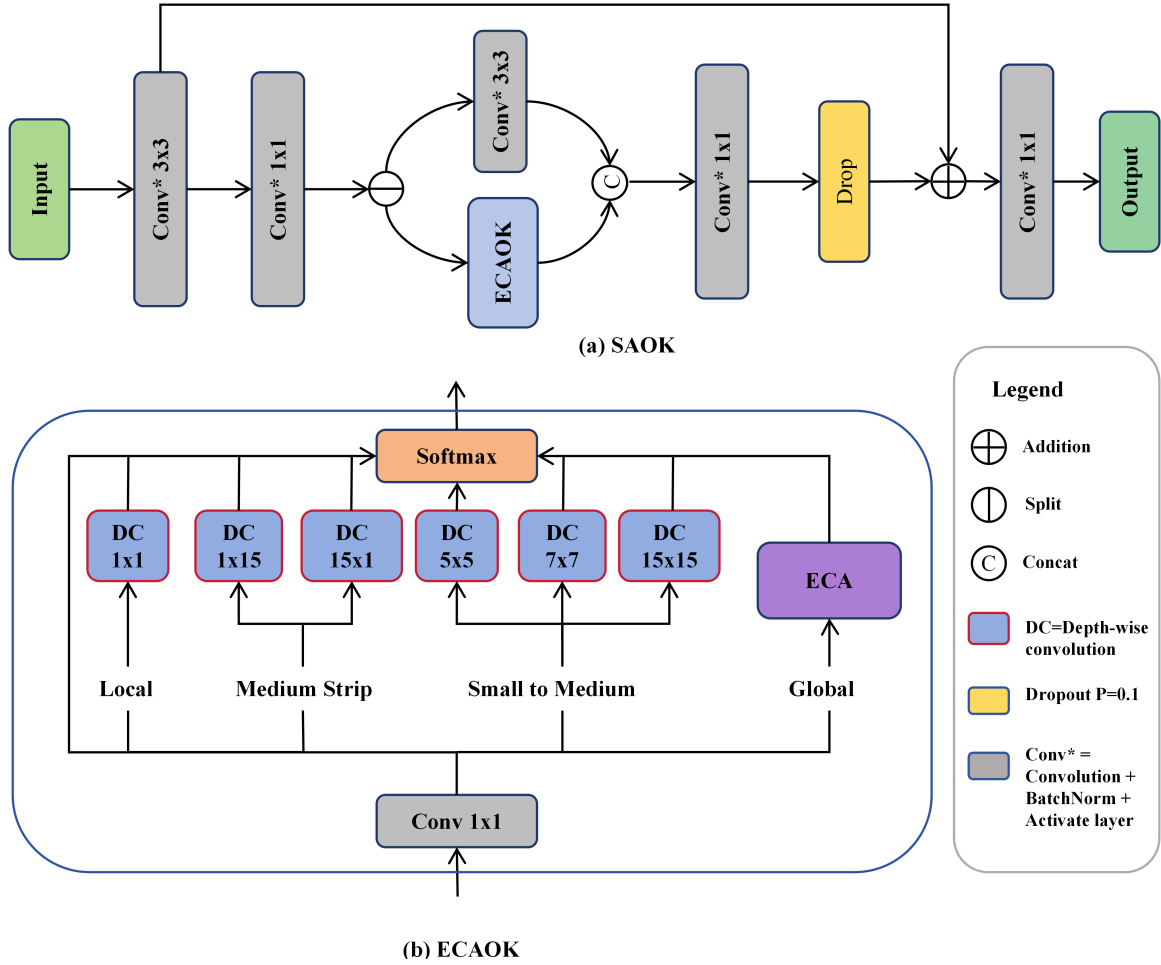 Input
Conv* 3x3
Conv* 1x1
Conv* 3x3
ECAOK
C
Conv* 1x1
Drop
Conv* 1x1
Output
(a) SAOK
Softmax
DC
1x1
DC
1x15
DC
15x1
DC
5x5
DC
7x7
DC
15x15
ECA
Local
Medium Strip
Small to Medium
Global
Conv 1x1
(b) ECAOK
Legend
Addition
Split
C
Concat
DC=Depth-wise
convolution
Dropout P=0.1
Conv* =
Convolution +
BatchNorm +
Activate layer